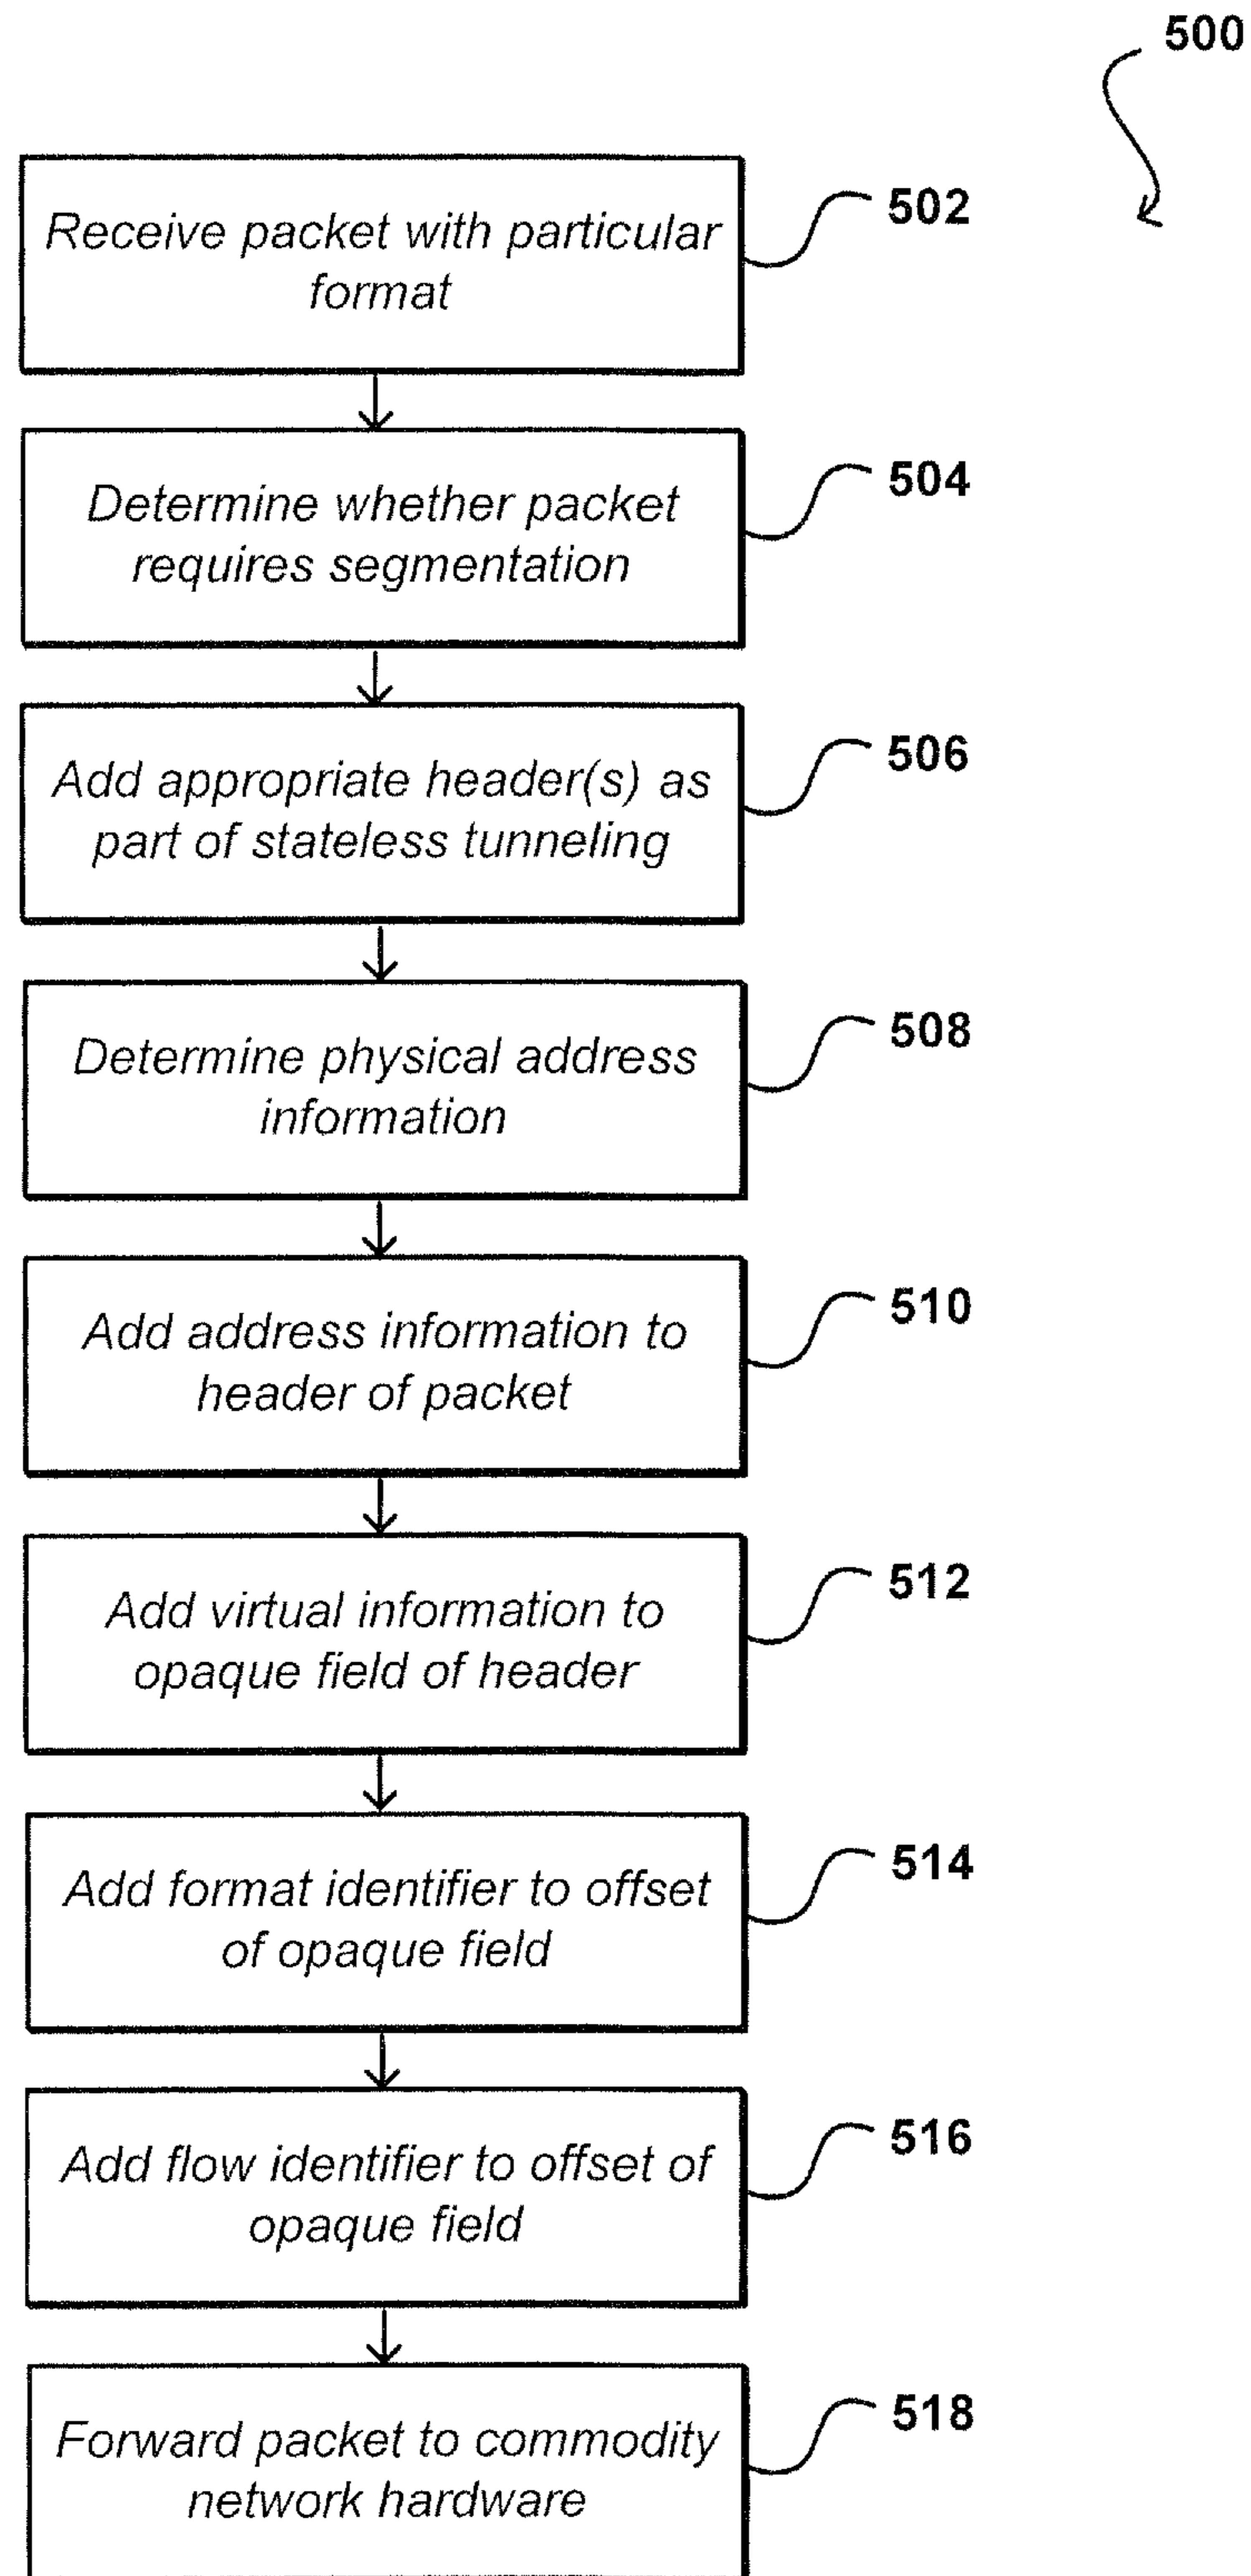 500
Receive packet with particular
format
502
Determine whether packet
requires segmentation
504
Add appropriate header(s) as
part of stateless tunneling
506
Determine physical address
information
508
Add address information to
header of packet
510
Add virtual information to
opaque field of header
512
Add format identifier to offset
of opaque field
514
Add flow identifier to offset of
opaque field
516
Forward packet to commodity
network hardware
518